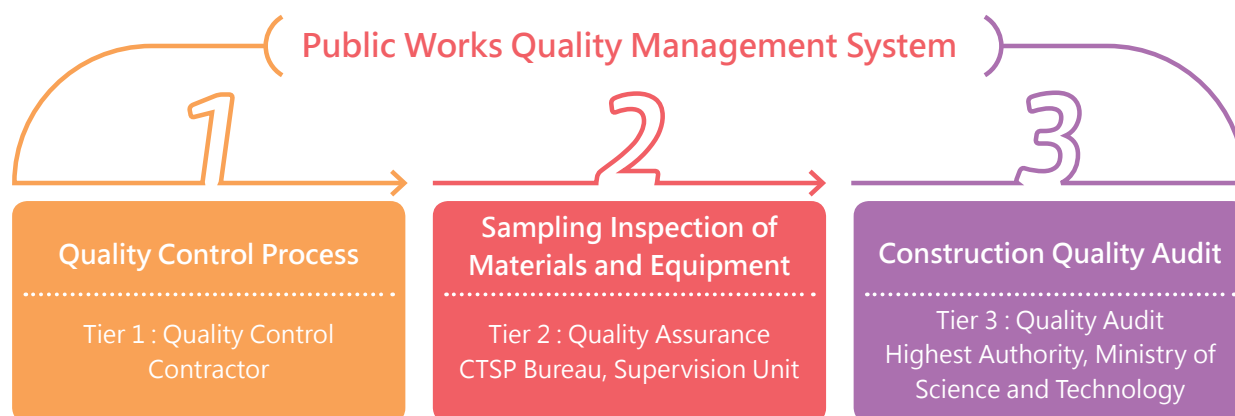 Public Works Quality Management System
1
Quality Control Process
Tier 1 : Quality Control
Contractor
2
Sampling Inspection of
Materials and Equipment
Tier 2 : Quality Assurance
CTSP Bureau, Supervision Unit
3
Construction Quality Audit
Tier 3 : Quality Audit
Highest Authority, Ministry of
Science and Technology